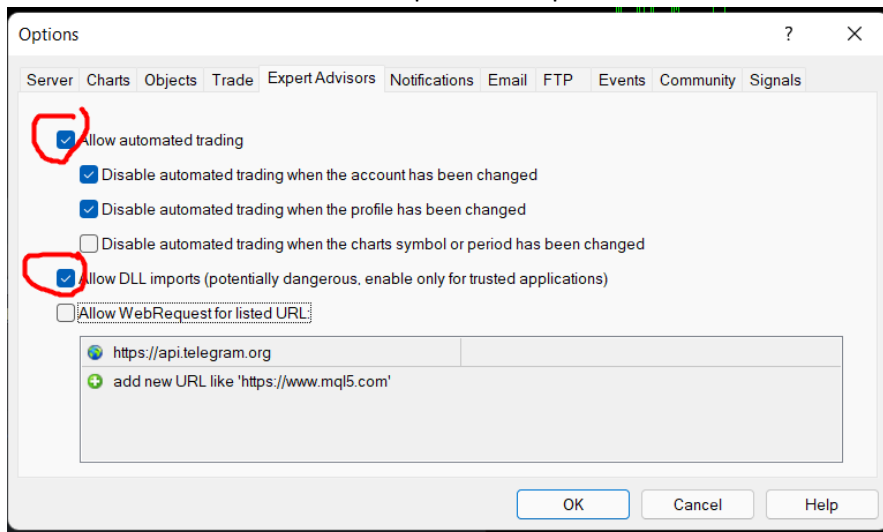 Options
?
Server Charts Objects Trade Expert Advisors Notifications Email FTP Events Community Signals
Allow automated trading
Disable automated trading when the account has been changed
Disable automated trading when the profile has been changed
Disable automated trading when the charts symbol or period has been changed
Allow DLL imports (potentially dangerous, enable only for trusted applications)
Allow WebRequest for listed URL:
https://api.telegram.org
add new URL like 'https://www.mql5.com'
OK Cancel Help